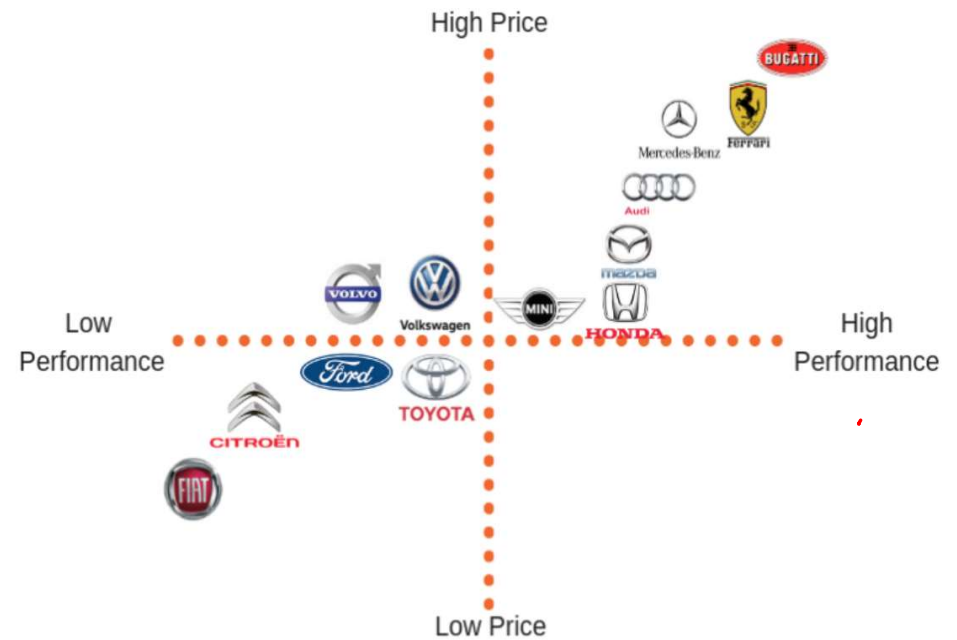 High Price
BUGATTI
Ferrari
Mercedes-Benz
Audi
mazda
VOLVO
Volkswagen
MINI
HONDA
Low
Performance
High
Performance
Ford
TOYOTA
CITROËN
FIAT
Low Price